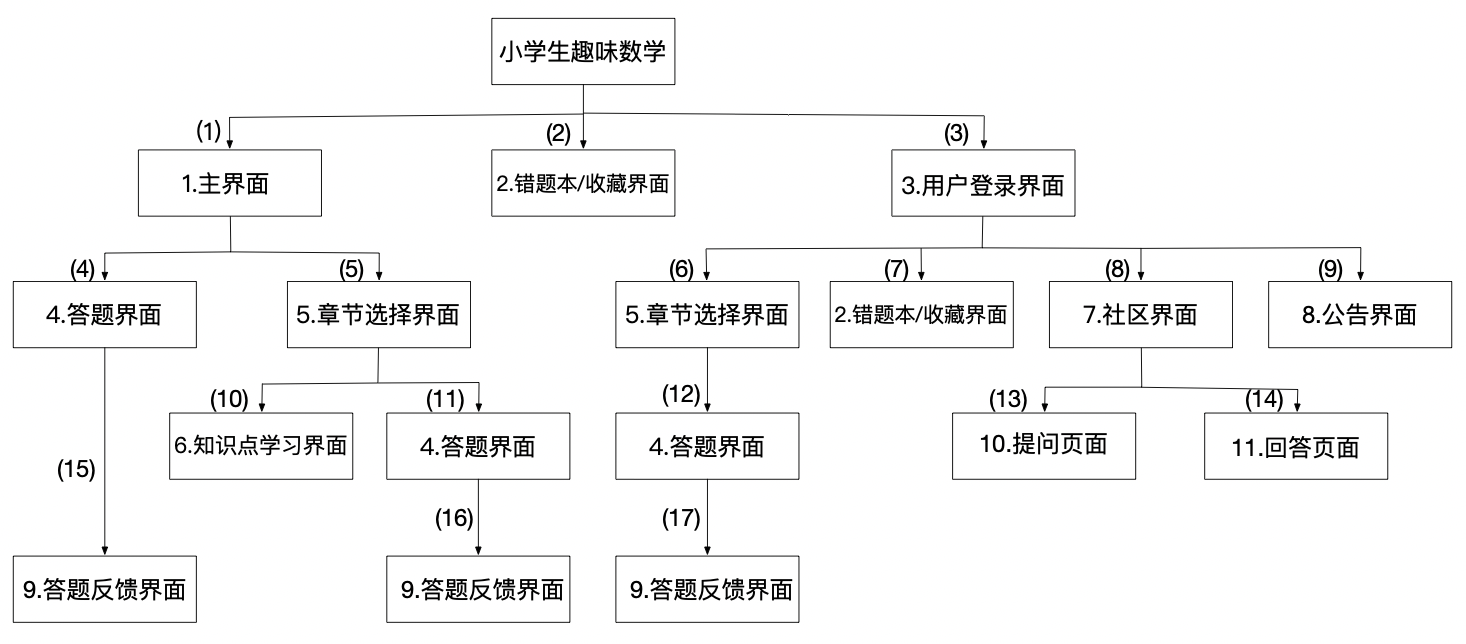 小学生趣味数学
(1)
(2)
(3)
1.主界面
2.错题本/收藏界面
3.用户登录界面
(4)
(5)
(6)
(7)
(8)
(9)
4.答题界面
5.章节选择界面
5.章节选择界面
2.错题本/收藏界面
7.社区界面
8.公告界面
(10)
(11)
(12)
(13)
(14)
6.知识点学习界面
4.答题界面
4.答题界面
10.提问页面
11.回答页面
(15)
(16)
(17)
9.答题反馈界面
9.答题反馈界面
9.答题反馈界面